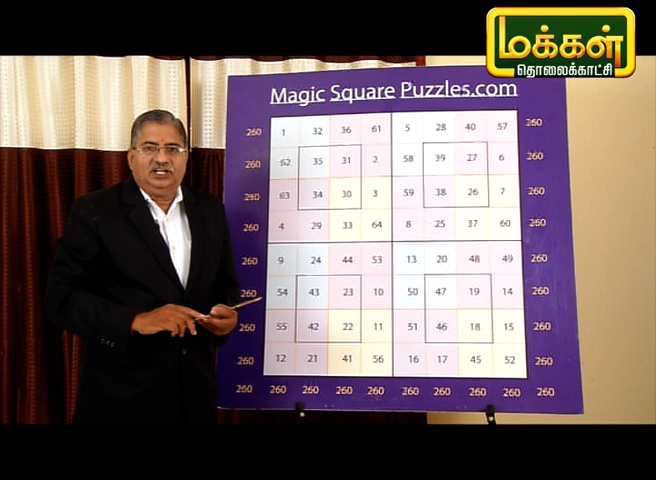 மக்கள்
தொலைக்காட்சி
Magic Square Puzzles.com
260 1 32 36 61 5 28 40 57 260
260 62 35 31 2 58 39 27 6 260
260 63 34 30 3 59 38 26 7 260
260 4 29 33 64 8 25 37 60 260
260 9 24 44 53 13 20 48 49 260
260 54 43 23 10 50 47 19 14 260
260 55 42 22 11 51 46 18 15 260
260 12 21 41 56 16 17 45 52 260
260 260 260 260 260 260 260 260 260 260